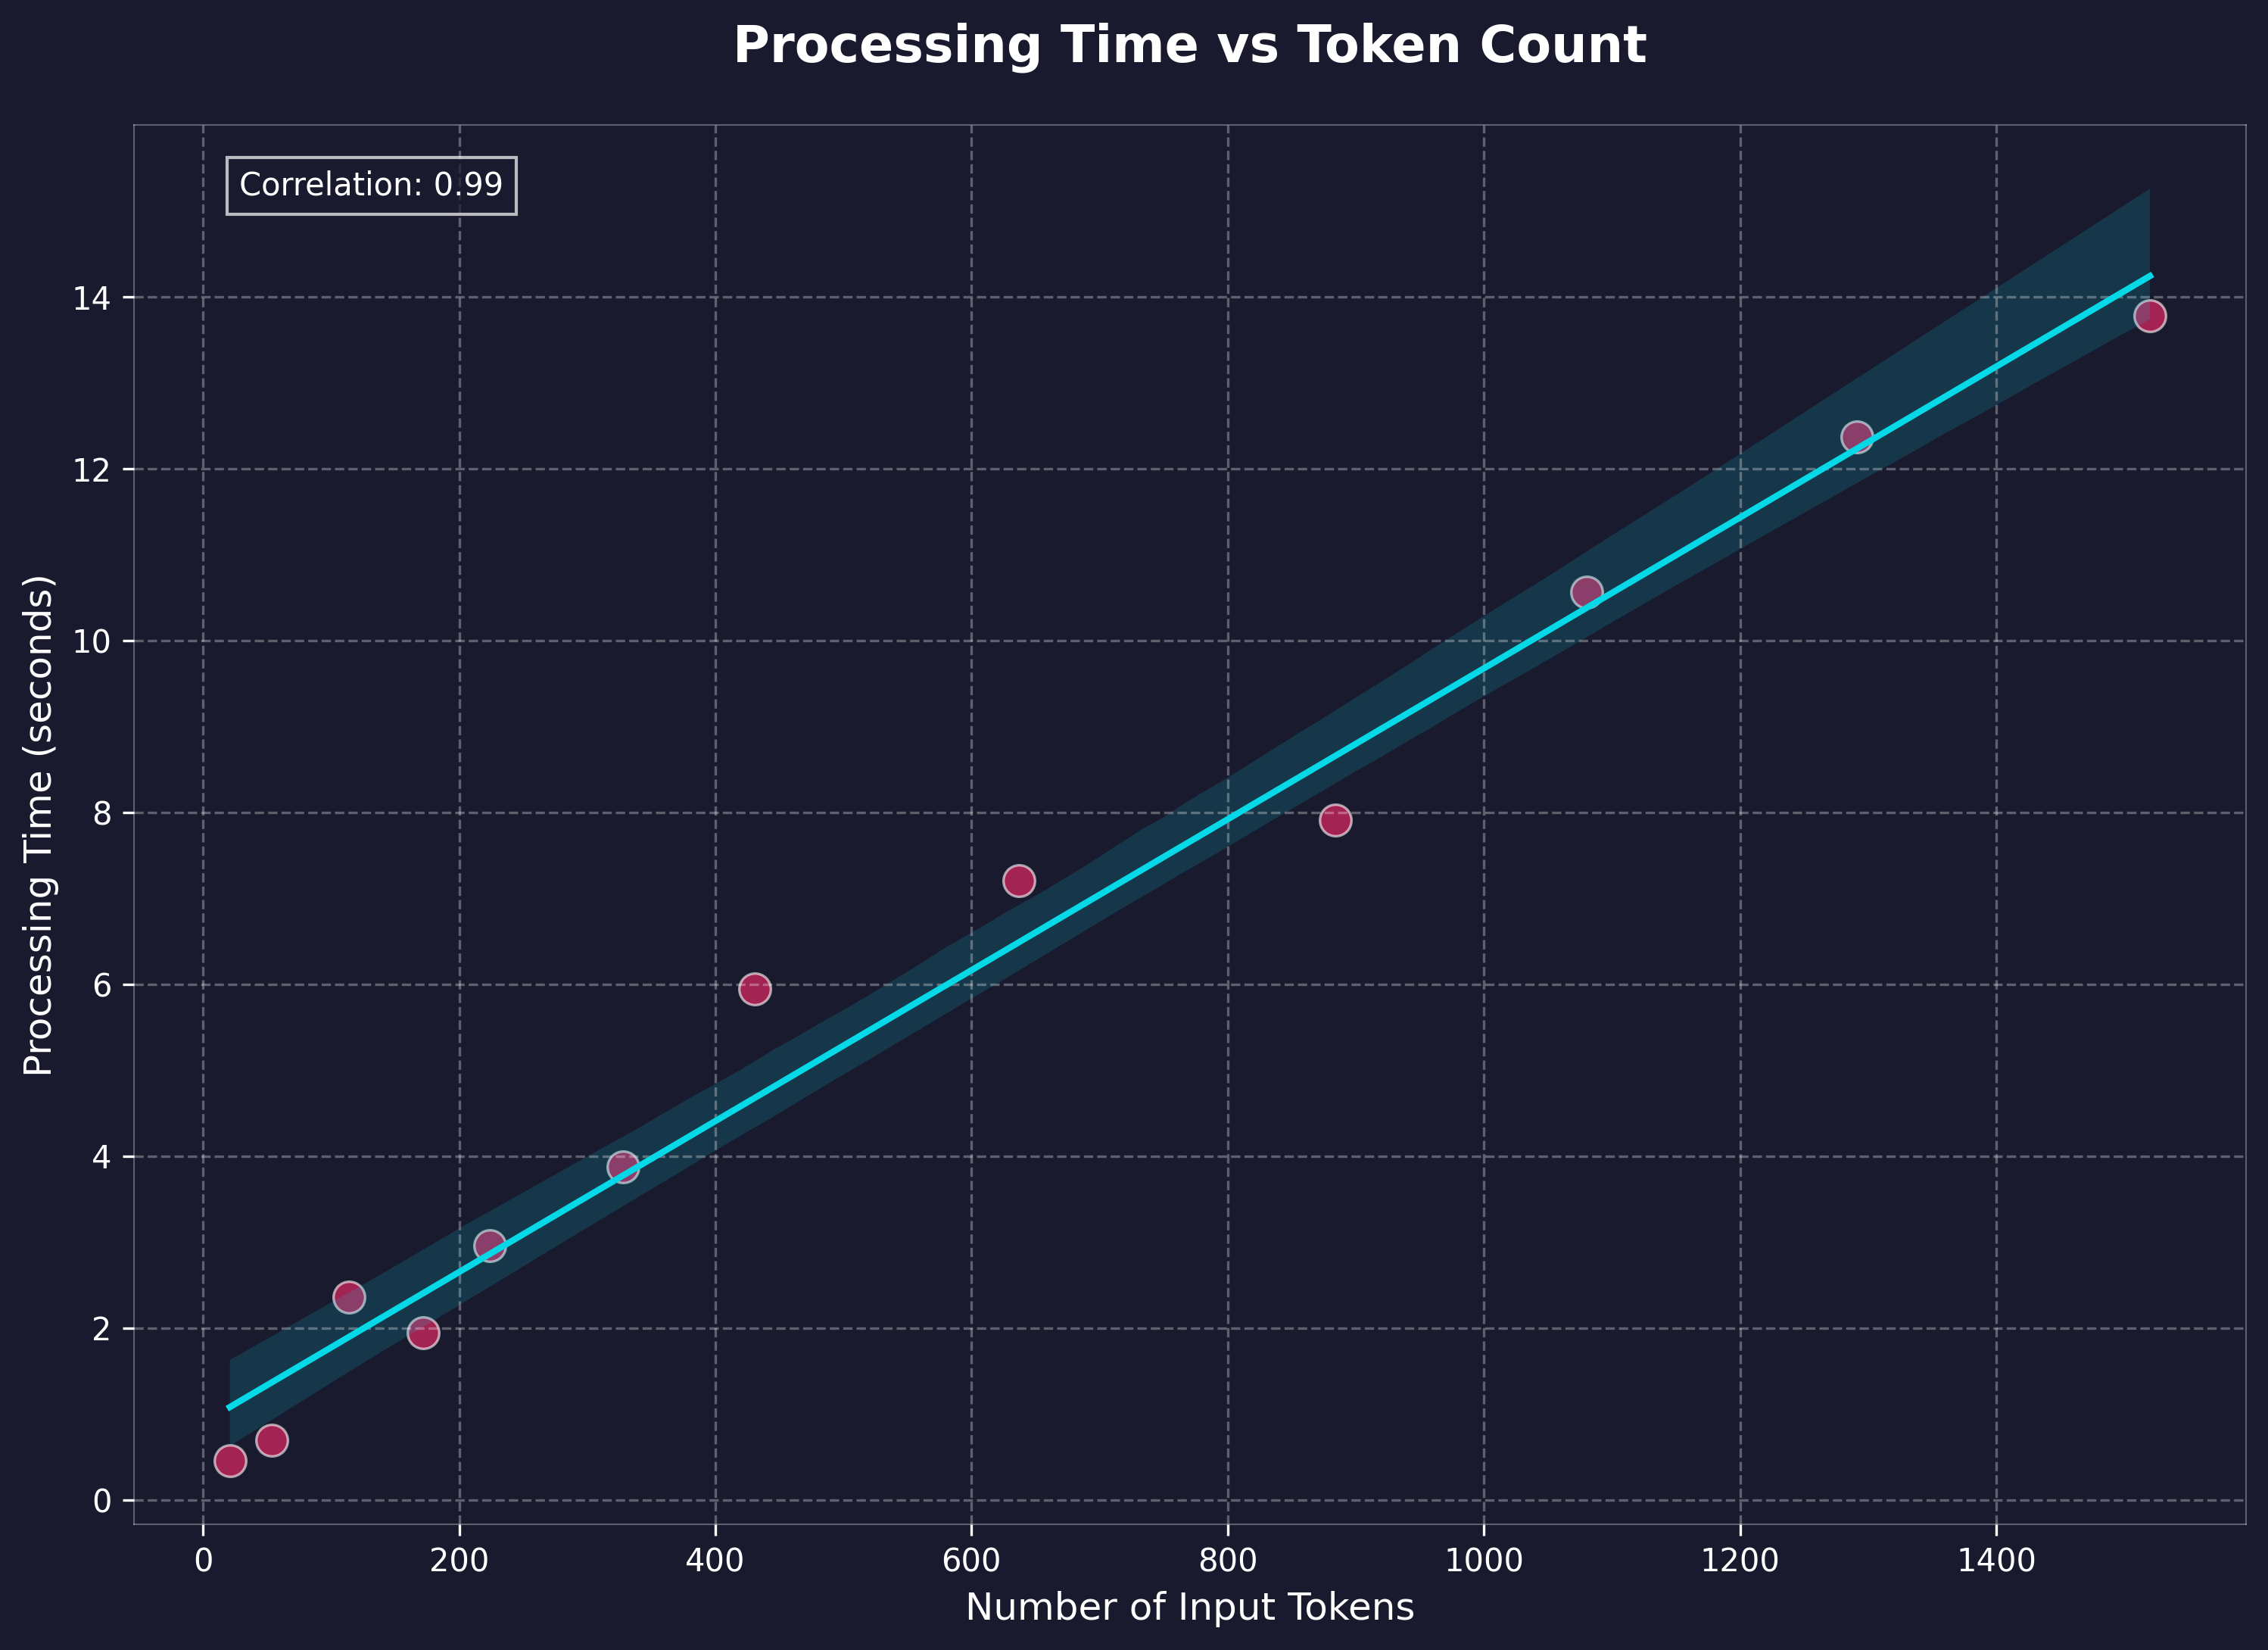 Processing Time vs Token Count
Correlation: 0.99
14
12
10
8
6
4
2
0
Processing Time (seconds)
0 200 400 600 800 1000 1200 1400
Number of Input Tokens